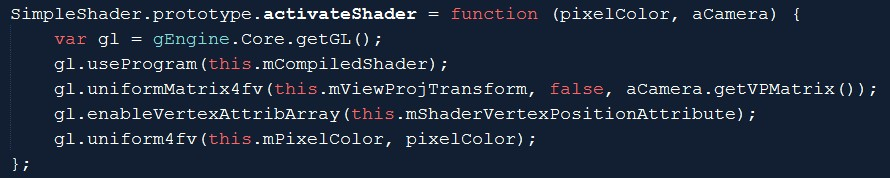 SimpleShader.prototype.activateShader = function (pixelColor, aCamera) {
    var gl = gEngine.Core.getGL();
    gl.useProgram(this.mCompiledShader);
    gl.uniformMatrix4fv(this.mViewProjTransform, false, aCamera.getVPMatrix());
    gl.enableVertexAttribArray(this.mShaderVertexPositionAttribute);
    gl.uniform4fv(this.mPixelColor, pixelColor);
};